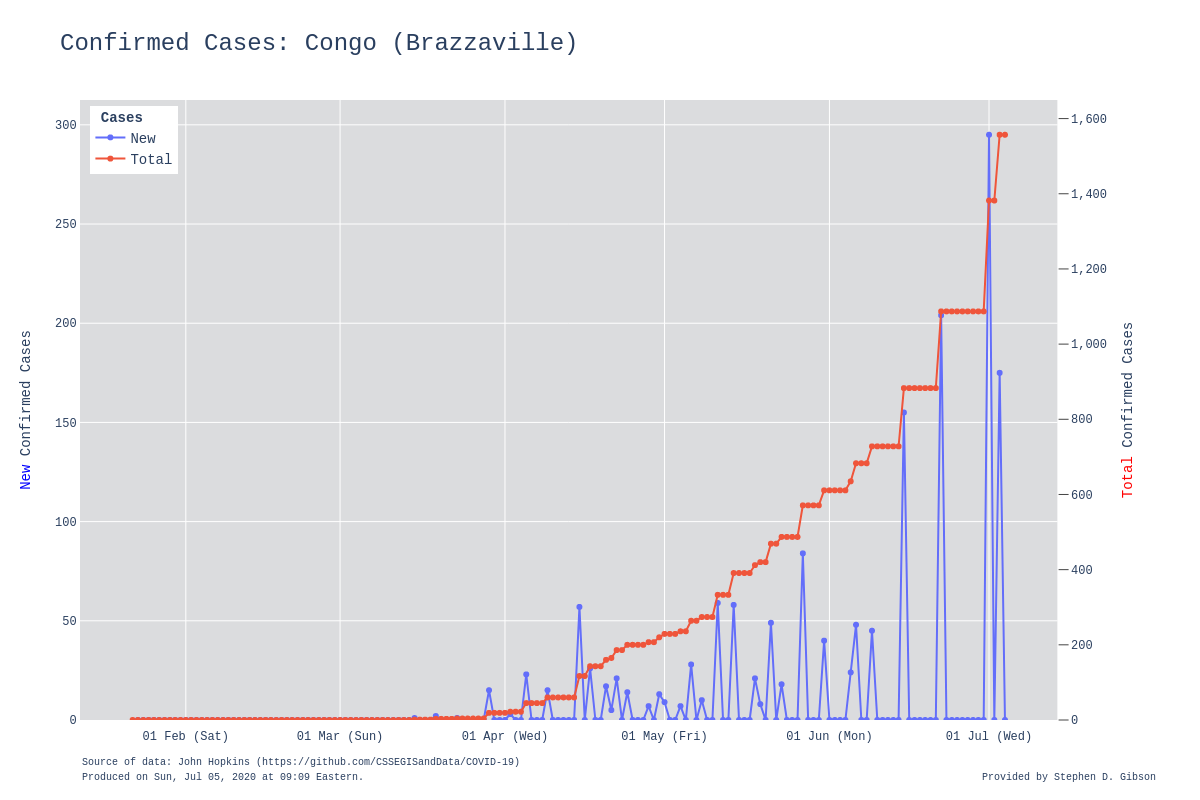 Confirmed Cases: Congo (Brazzaville)
Cases
New
Total
300
250
200
150
100
50
0
1,600
1,400
1,200
1,000
800
600
400
200
0
New Confirmed Cases
Total Confirmed Cases
01 Feb (Sat)
01 Mar (Sun)
01 Apr (Wed)
01 May (Fri)
01 Jun (Mon)
01 Jul (Wed)
Source of data: John Hopkins (https://github.com/CSSEGISandData/COVID-19)
Produced on Sun, Jul 05, 2020 at 09:09 Eastern.
Provided by Stephen D. Gibson